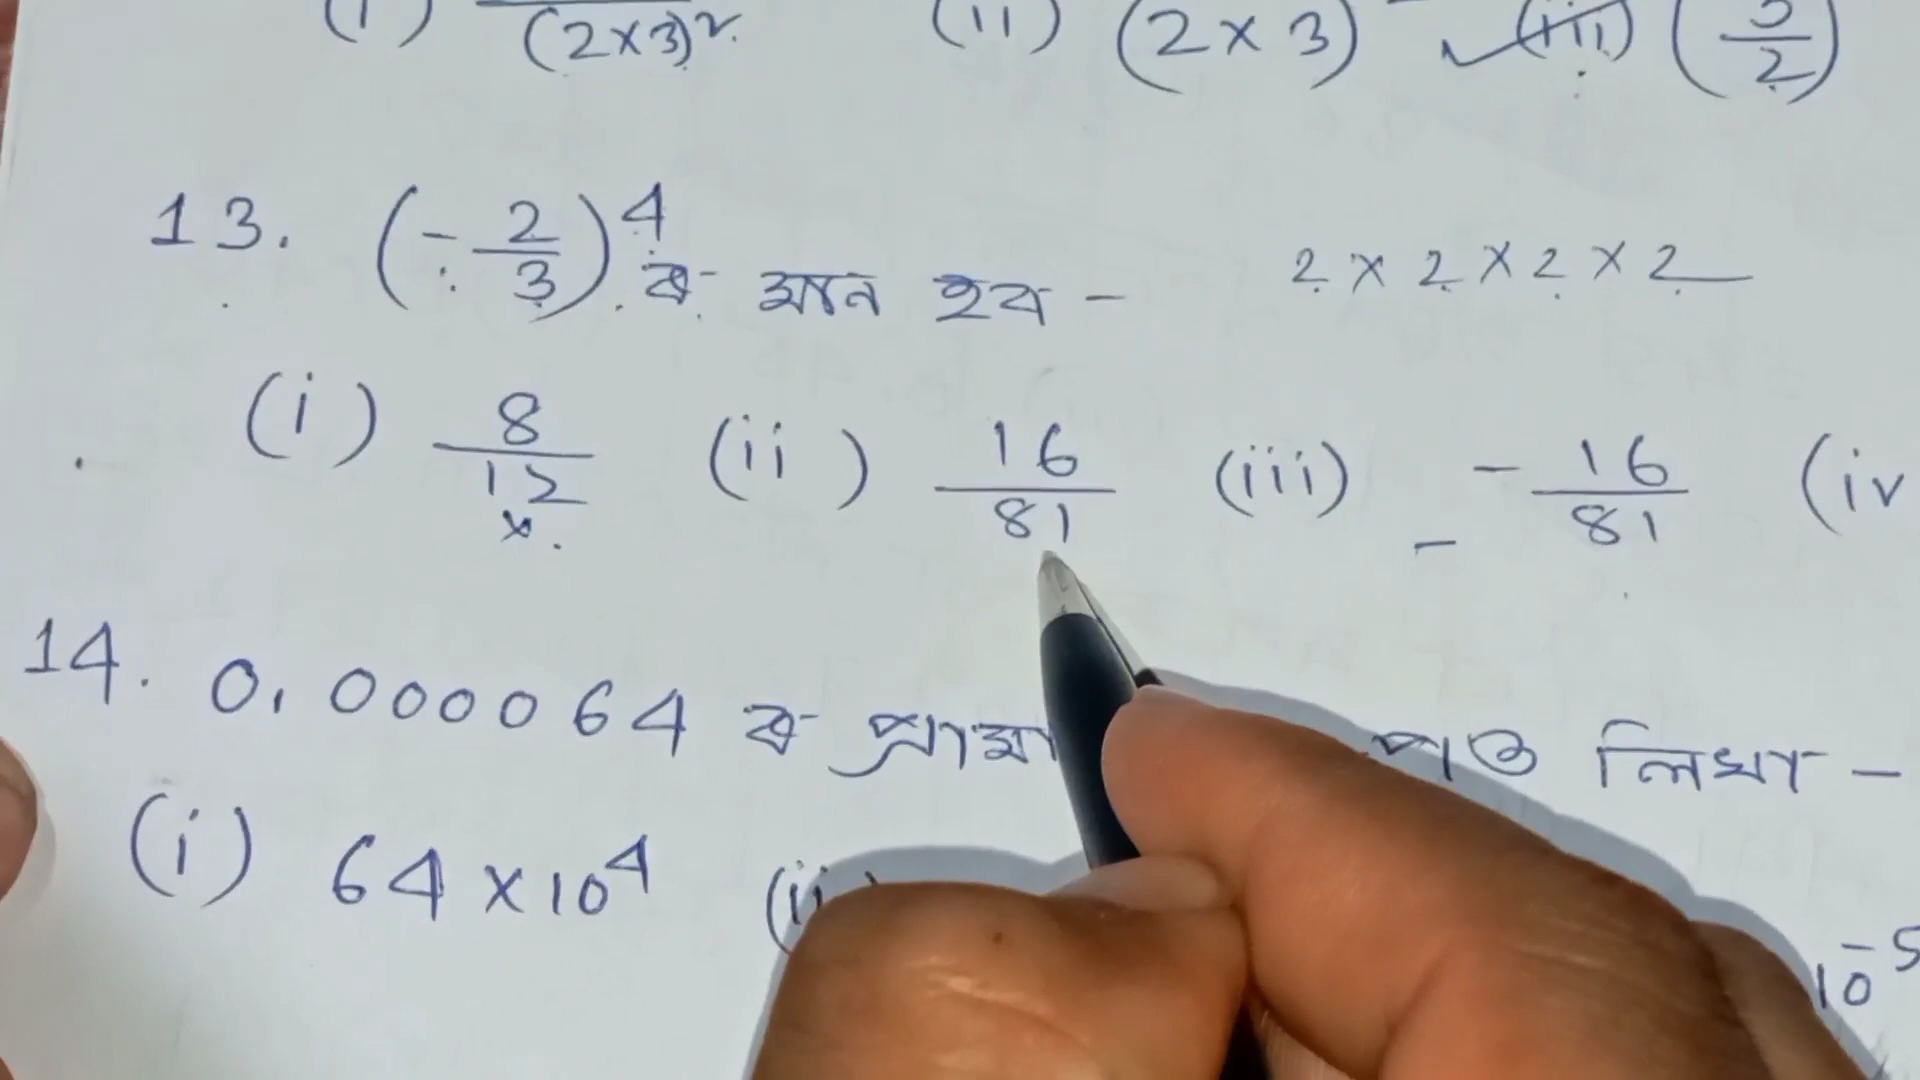 (i) (2×3)² (ii) (2×3) (iii) (3/2)
13. (-2/3)⁴ ৰ মান হব - 2×2×2×2
(i) 8/12 × (ii) 16/81 (iii) -16/81 (iv
14. 0.000064 ৰ লিখা -
(i) 64×10⁴ (ii) 10⁻⁵